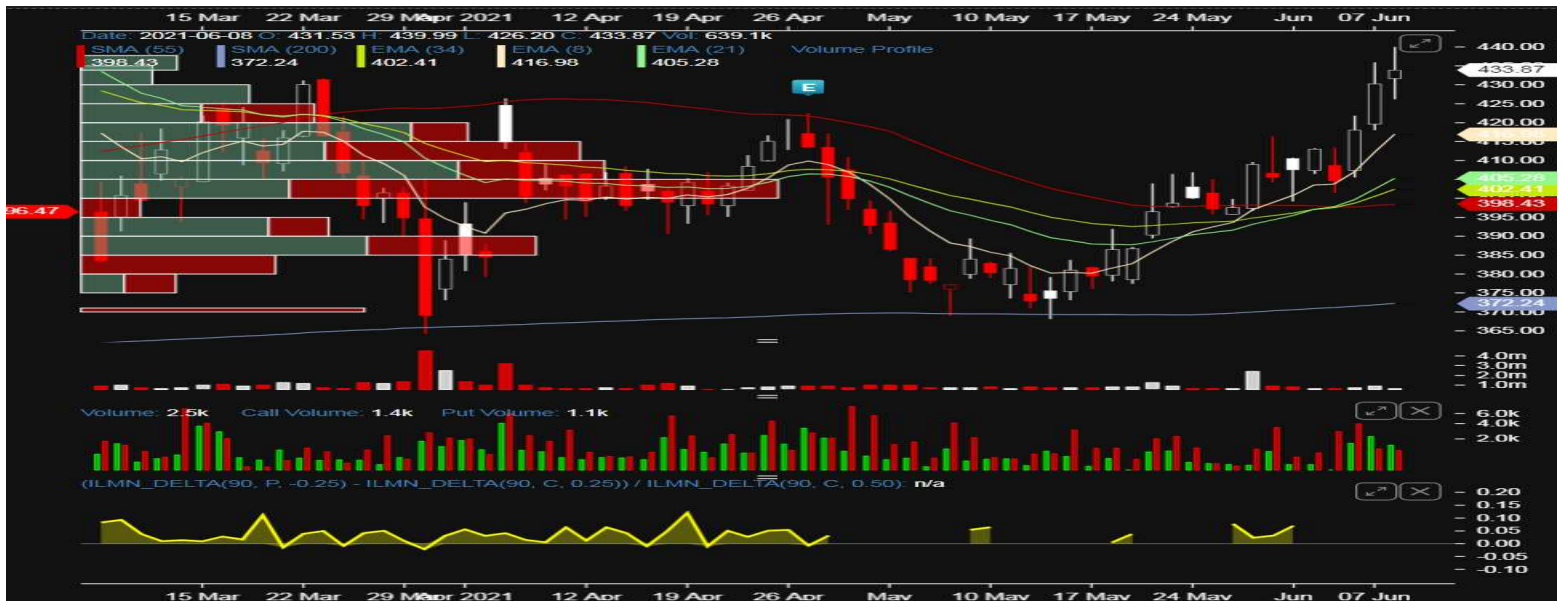 15 Mar 22 Mar 29 Mar Apr 2021 12 Apr 19 Apr 26 Apr May 10 May 17 May 24 May Jun 07 Jun
Date: 2021-06-08 O: 431.53 H: 439.99 L: 426.20 C: 433.87 Vol: 639.1k
SMA (55) SMA (200) EMA (34) EMA (8) EMA (21) Volume Profile
398.43 372.24 402.41 416.98 405.28
440.00
433.87
430.00
425.00
E
420.00
416.98
415.00
410.00
405.28
402.41
398.43
96.47
395.00
390.00
385.00
380.00
375.00
372.24
370.00
365.00
4.0m
3.0m
2.0m
1.0m
Volume: 2.5k Call Volume: 1.4k Put Volume: 1.1k
6.0k
4.0k
2.0k
(ILMN_DELTA(90, P, -0.25) - ILMN_DELTA(90, C, 0.25)) / ILMN_DELTA(90, C, 0.50): n/a
0.20
0.15
0.10
0.05
0.00
-0.05
-0.10
15 Mar 22 Mar 29 Mar Apr 2021 12 Apr 19 Apr 26 Apr May 10 May 17 May 24 May Jun 07 Jun